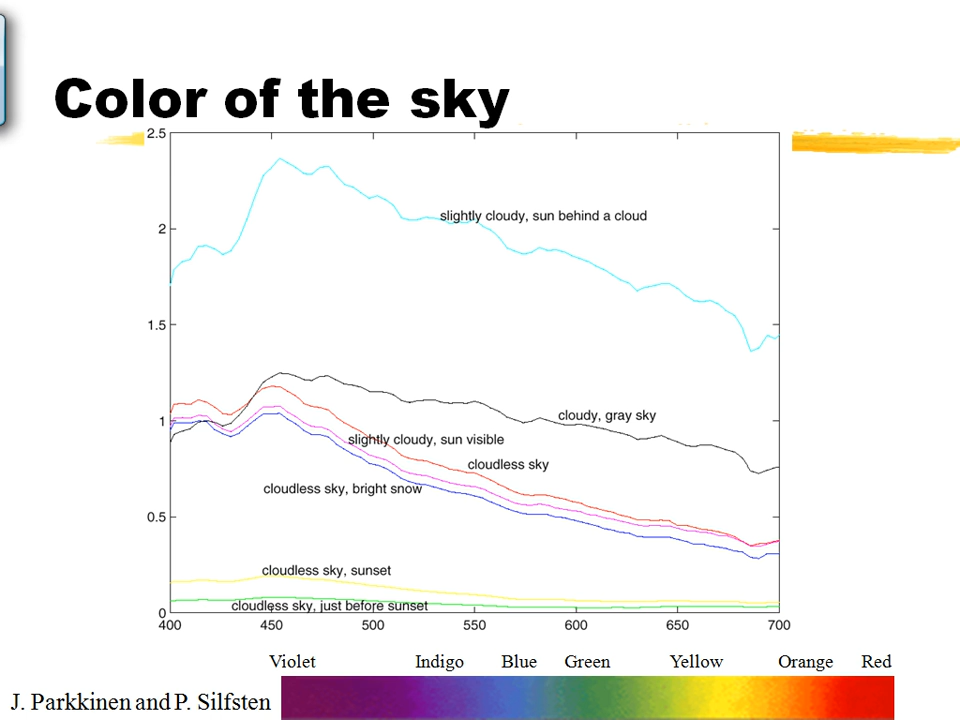 Color of the sky
2.5
2
1.5
1
0.5
0
slightly cloudy, sun behind a cloud
cloudy, gray sky
slightly cloudy, sun visible
cloudless sky
cloudless sky, bright snow
cloudless sky, sunset
cloudless sky, just before sunset
400 450 500 550 600 650 700
Violet Indigo Blue Green Yellow Orange Red
J. Parkkinen and P. Silfsten